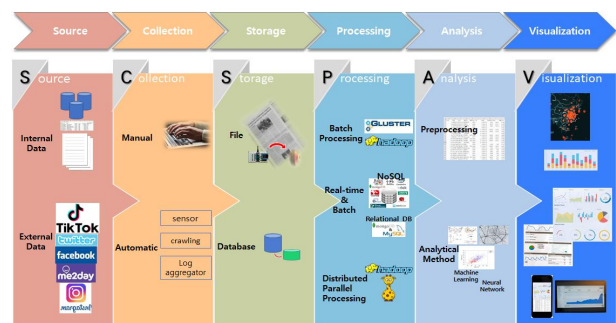 Source
Collection
Storage
Processing
Analysis
Visualization
Source
Collection
Storage
Processing
Analysis
Visualization
Internal
Data
Manual
File
Batch
Processing
GLUSTER
hadoop
Preprocessing
NoSQL
Real-time
&
Batch
Relational DB
MySQL
External
Data
TikTok
twitter
facebook
me2day
Instagram
Automatic
sensor
crawling
Log
aggregator
Database
Analytical
Method
Machine
Learning
Neural
Network
Distributed
Parallel
Processing
hadoop